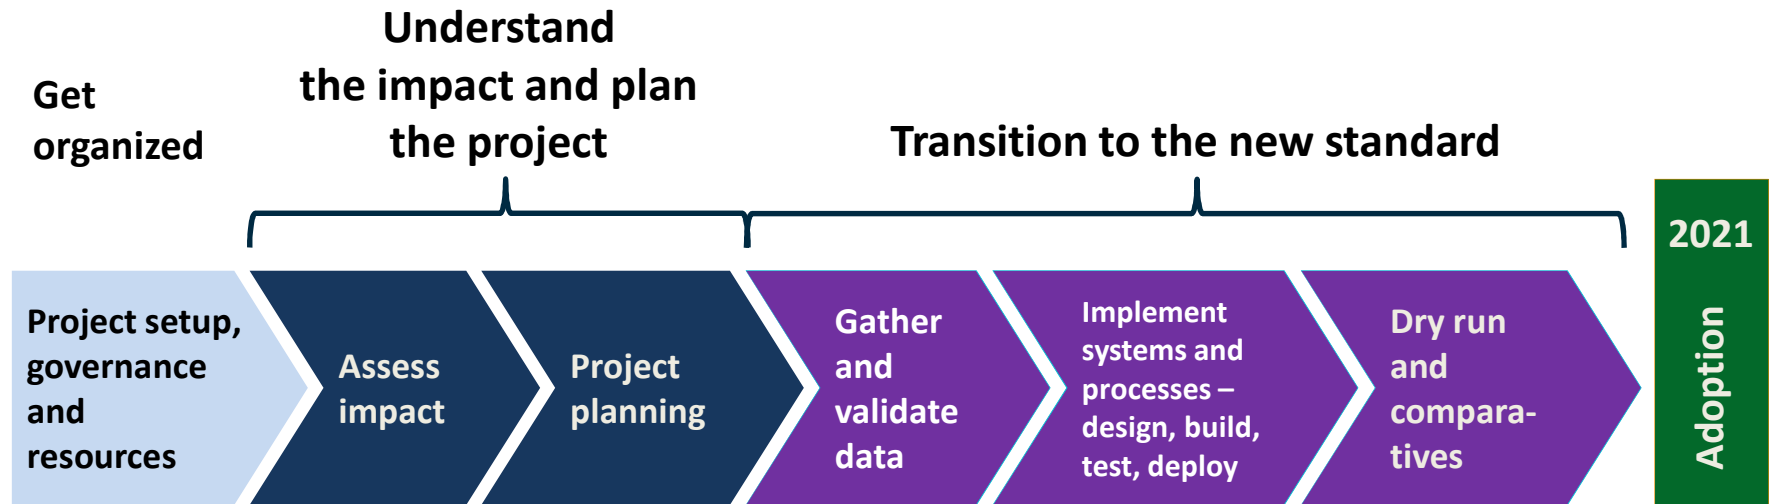 Get
organized
Understand
the impact and plan
the project
Transition to the new standard
Project setup,
governance
and
resources
Assess
impact
Project
planning
Gather
and
validate
data
Implement
systems and
processes –
design, build,
test, deploy
Dry run
and
compara-
tives
2021
Adoption